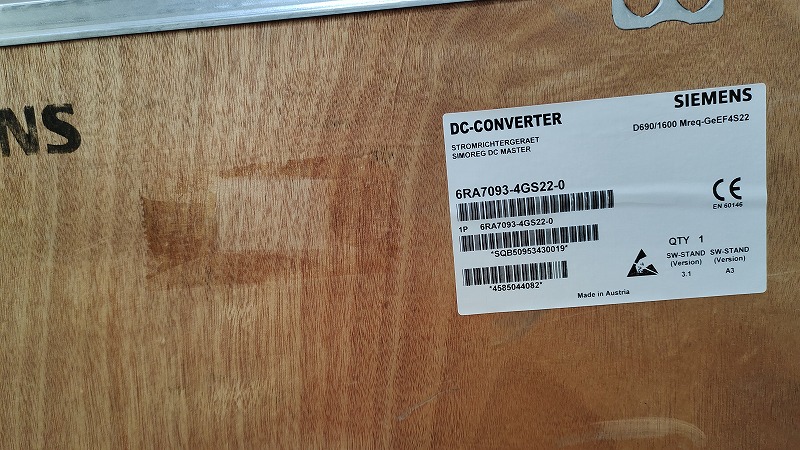 NS
SIEMENS
DC-CONVERTER
D690/1600 Mreq-GeEF4S22
STROMRICHTERGERAET
SIMOREG DC MASTER
6RA7093-4GS22-0
CE
EN 60146
1P 6RA7093-4GS22-0
*SQB50953430019*
QTY 1
SW-STAND SW-STAND
(Version) (Version)
3.1 A3
*4585044082*
Made in Austria